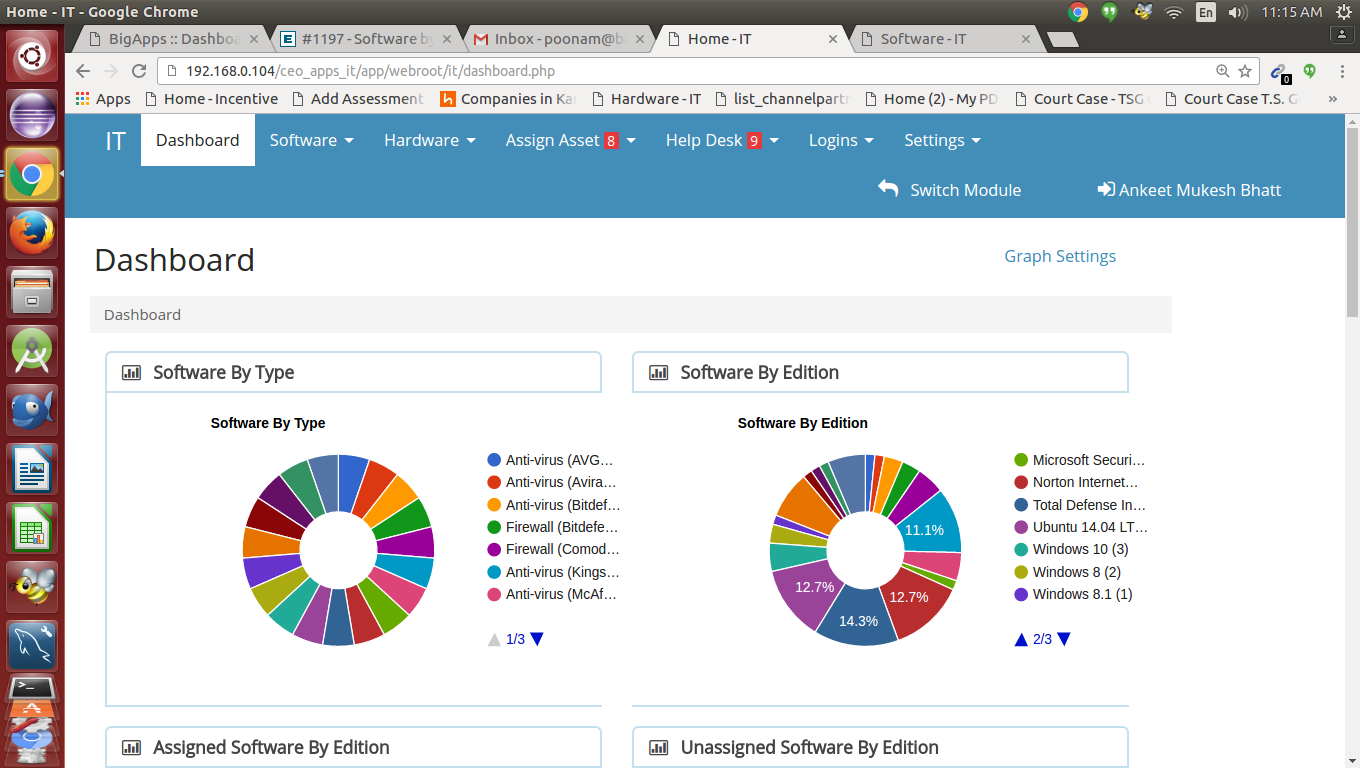 Home - IT - Google Chrome
En
11:15 AM
BigApps :: Dashboa
#1197 - Software by
Inbox - poonam@b
Home - IT
Software - IT
192.168.0.104/ceo_apps_it/app/webroot/it/dashboard.php
0
Apps
Home - Incentive
Add Assessment
Companies in Kar
Hardware - IT
list_channelpartn
Home (2) - My PD
Court Case - TSG
Court Case T.S. G
»
IT
Dashboard
Software
Hardware
Assign Asset 8
Help Desk 9
Logins
Settings
Switch Module
Ankeet Mukesh Bhatt
Dashboard
Graph Settings
Dashboard
Software By Type
Software By Type
Anti-virus (AVG...
Anti-virus (Avira...
Anti-virus (Bitdef...
Firewall (Bitdefe...
Firewall (Comod...
Anti-virus (Kings...
Anti-virus (McAf...
1/3
Software By Edition
Software By Edition
11.1%
12.7%
12.7%
14.3%
Microsoft Securi...
Norton Internet...
Total Defense In...
Ubuntu 14.04 LT...
Windows 10 (3)
Windows 8 (2)
Windows 8.1 (1)
2/3
Assigned Software By Edition
Unassigned Software By Edition